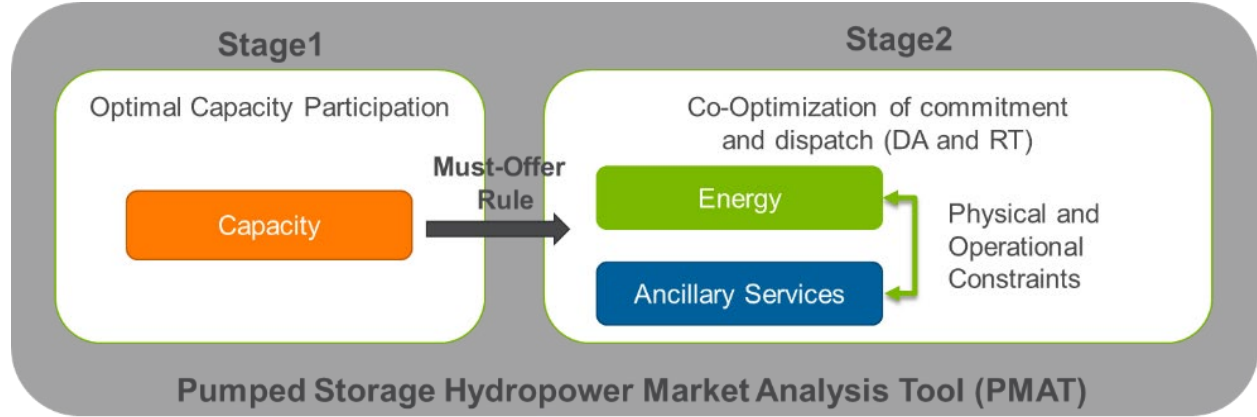 Stage1
Stage2
Optimal Capacity Participation
Capacity
Must-Offer
Rule
Co-Optimization of commitment
and dispatch (DA and RT)
Energy
Ancillary Services
Physical and
Operational
Constraints
Pumped Storage Hydropower Market Analysis Tool (PMAT)